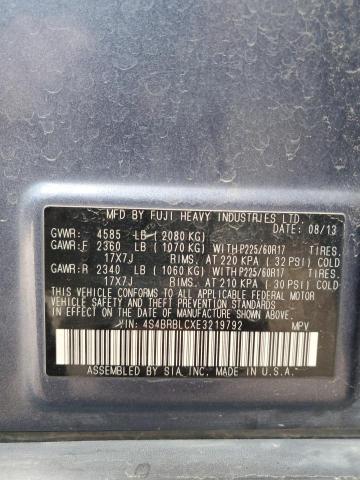 MFD BY FUJI HEAVY INDUSTRIES LTD.
DATE: 08/13
GVWR: 4585 LB (2080 KG)
GAWR:F 2360 LB (1070 KG) WITH P225/60R17 TIRES.
17X7J RIMS. AT 220 KPA (32 PSI) COLD.
GAWR:R 2340 LB (1060 KG) WITH P225/60R17 TIRES.
17X7J RIMS. AT 210 KPA (30 PSI) COLD.
THIS VEHICLE CONFORMS TO ALL APPLICABLE
FEDERAL MOTOR VEHICLE SAFETY, BUMPER, AND
THEFT PREVENTION STANDARDS IN EFFECT ON THE
DATE OF MANUFACTURE SHOWN ABOVE.
VIN: 4S4BRBLCXE3219792 MPV
ASSEMBLED BY SIA, INC. MADE IN U.S.A.